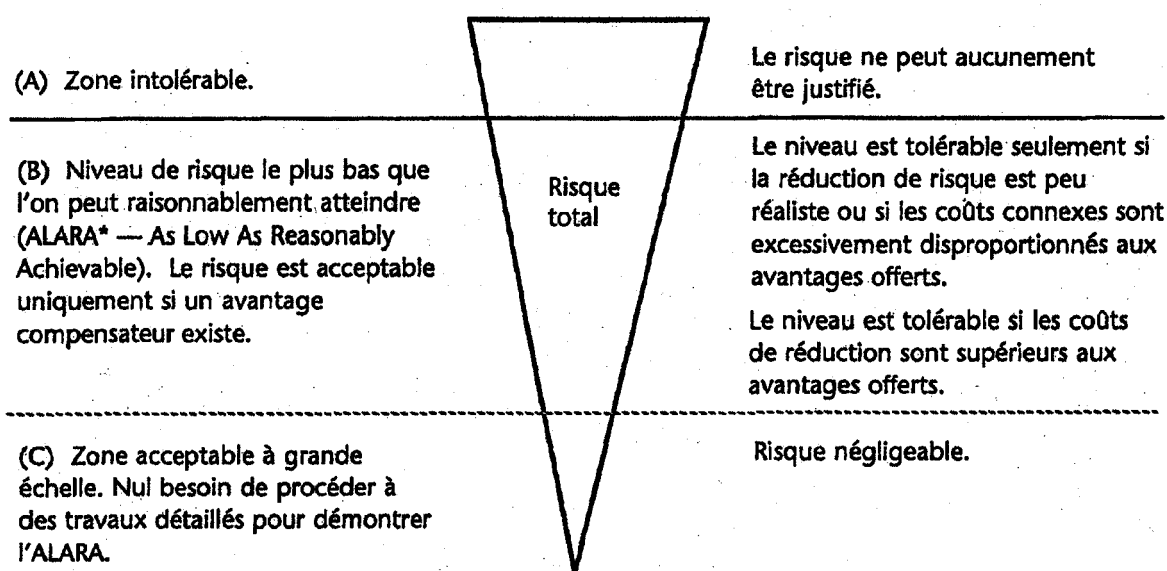 (A) Zone intolérable.
Le risque ne peut aucunement
être justifié.
(B) Niveau de risque le plus bas que
l'on peut raisonnablement atteindre
(ALARA* — As Low As Reasonably
Achievable). Le risque est acceptable
uniquement si un avantage
compensateur existe.
Risque
total
Le niveau est tolérable seulement si
la réduction de risque est peu
réaliste ou si les coûts connexes sont
excessivement disproportionnés aux
avantages offerts.
Le niveau est tolérable si les coûts
de réduction sont supérieurs aux
avantages offerts.
(C) Zone acceptable à grande
échelle. Nul besoin de procéder à
des travaux détaillés pour démontrer
l'ALARA.
Risque négligeable.